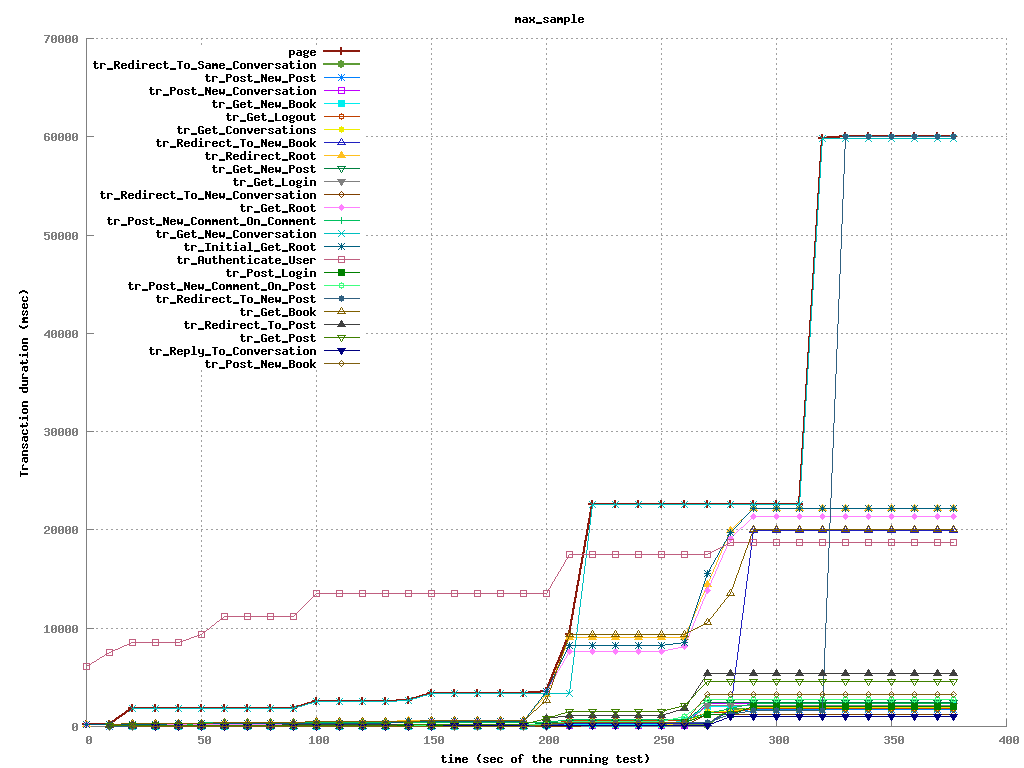 max_sample
70000
60000
50000
40000
30000
20000
10000
0
Transaction duration (msec)
page
tr_Redirect_To_Same_Conversation
tr_Post_New_Post
tr_Post_New_Conversation
tr_Get_New_Book
tr_Get_Logout
tr_Get_Conversations
tr_Redirect_To_New_Book
tr_Redirect_Root
tr_Get_New_Post
tr_Get_Login
tr_Redirect_To_New_Conversation
tr_Get_Root
tr_Post_New_Comment_On_Comment
tr_Get_New_Conversation
tr_Initial_Get_Root
tr_Authenticate_User
tr_Post_Login
tr_Post_New_Comment_On_Post
tr_Redirect_To_New_Post
tr_Get_Book
tr_Redirect_To_Post
tr_Get_Post
tr_Reply_To_Conversation
tr_Post_New_Book
0 50 100 150 200 250 300 350 400
time (sec of the running test)